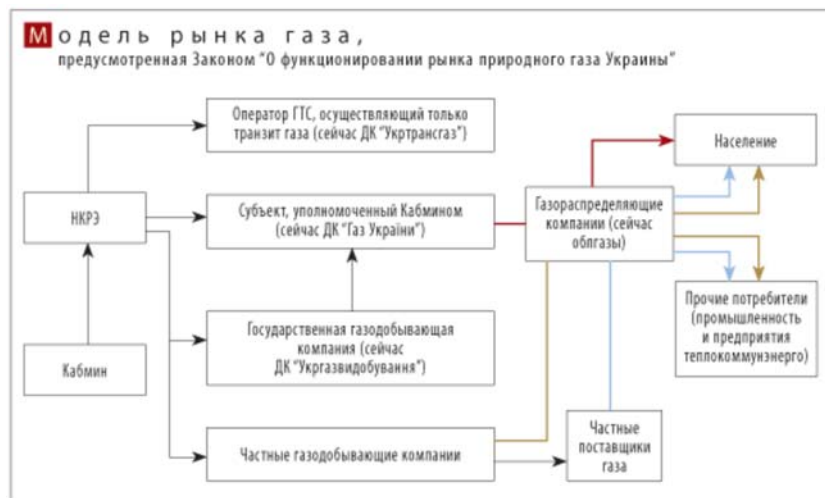 Модель рынка газа,
предусмотренная Законом "О функционировании рынка природного газа Украины"
Оператор ГТС, осуществляющий только
транзит газа (сейчас ДК "Укртрансгаз")
Население
НКРЭ
Субъект, уполномоченный Кабмином
(сейчас ДК "Газ України")
Газораспределяющие
компании (сейчас
облгазы)
Прочие потребители
(промышленность
и предприятия
теплокоммунэнерго)
Государственная газодобывающая
компания (сейчас
ДК "Укргазвидобування")
Кабмин
Частные газодобывающие компании
Частные
поставщики
газа